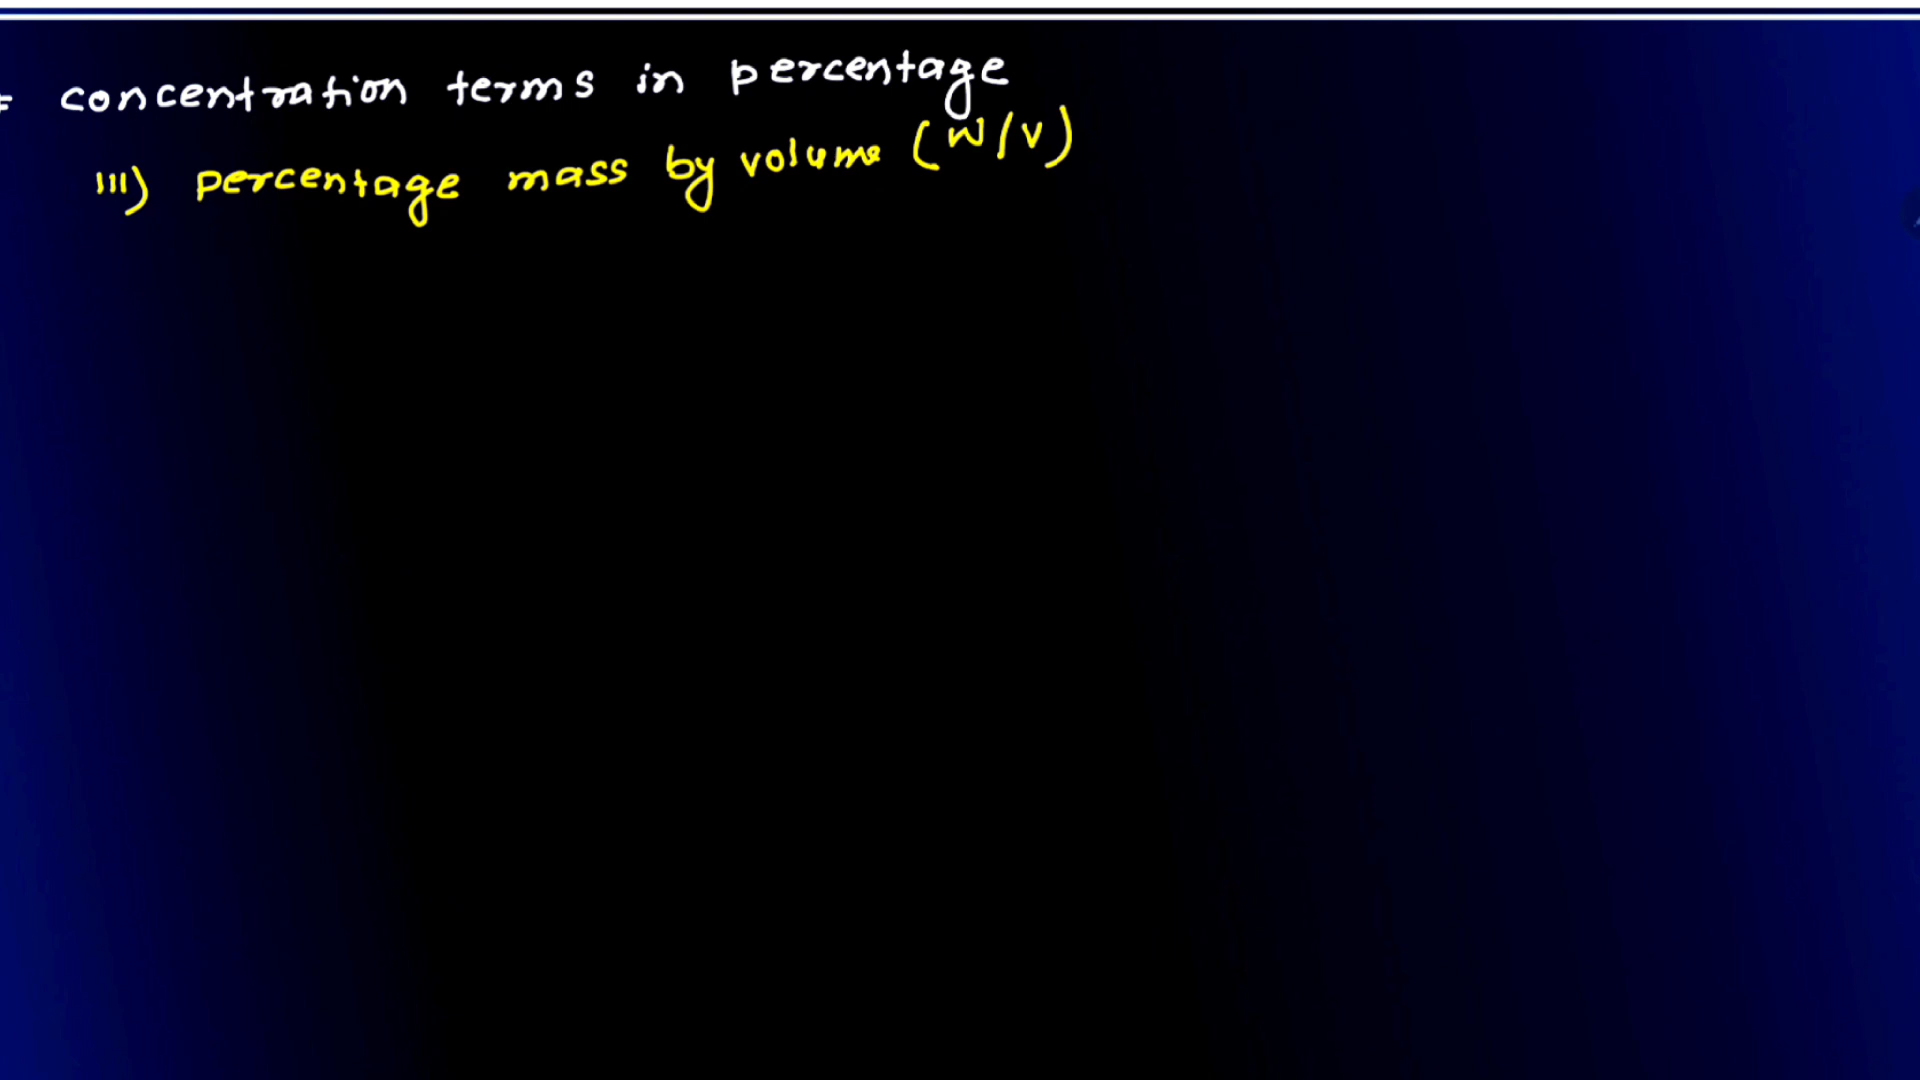 = concentration terms in percentage
III) percentage mass by volume (W/V)